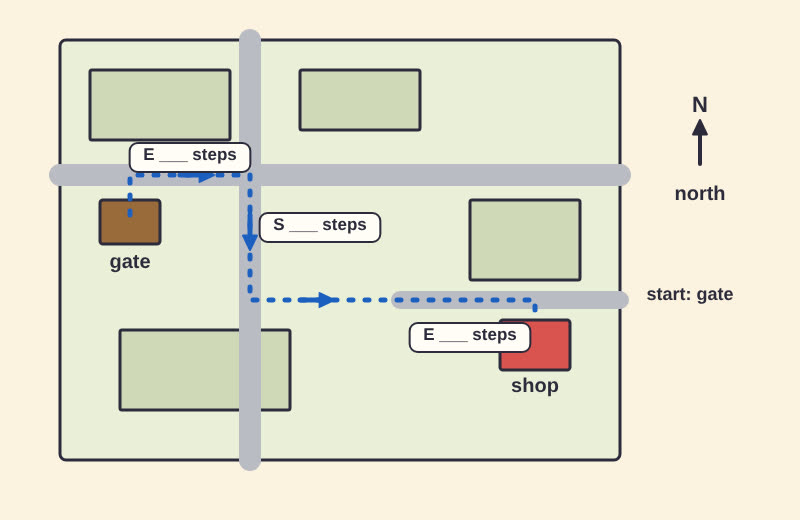 N
north
E ___ steps
S ___ steps
gate
start: gate
E ___ steps
shop